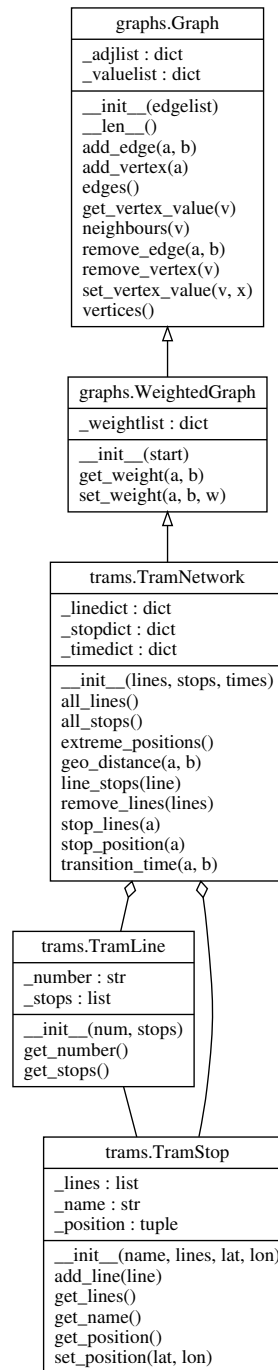 graphs.Graph
_adjlist : dict
_valuelist : dict
__init__(edgelist)
__len__()
add_edge(a, b)
add_vertex(a)
edges()
get_vertex_value(v)
neighbours(v)
remove_edge(a, b)
remove_vertex(v)
set_vertex_value(v, x)
vertices()
graphs.WeightedGraph
_weightlist : dict
__init__(start)
get_weight(a, b)
set_weight(a, b, w)
trams.TramNetwork
_linedict : dict
_stopdict : dict
_timedict : dict
__init__(lines, stops, times)
all_lines()
all_stops()
extreme_positions()
geo_distance(a, b)
line_stops(line)
remove_lines(lines)
stop_lines(a)
stop_position(a)
transition_time(a, b)
trams.TramLine
_number : str
_stops : list
__init__(num, stops)
get_number()
get_stops()
trams.TramStop
_lines : list
_name : str
_position : tuple
__init__(name, lines, lat, lon)
add_line(line)
get_lines()
get_name()
get_position()
set_position(lat, lon)